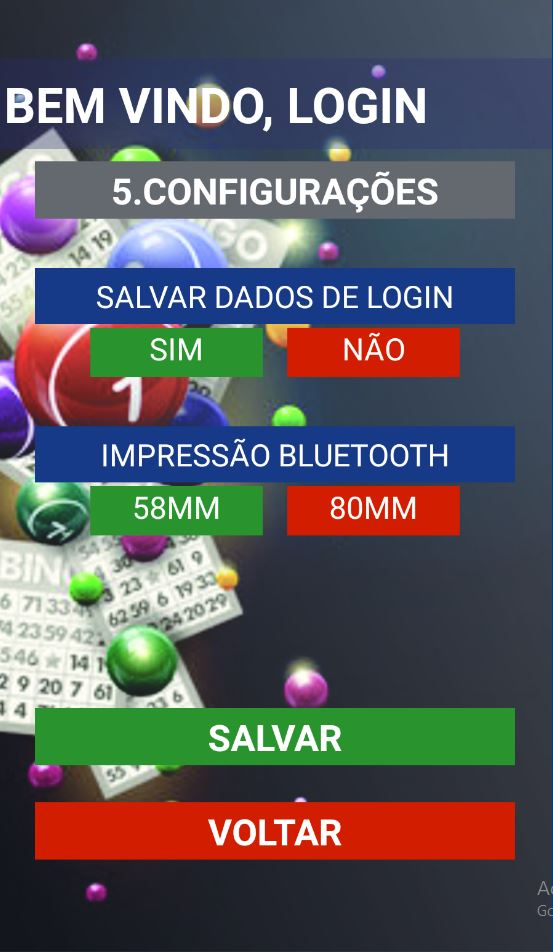 BEM VINDO, LOGIN
5.CONFIGURAÇÕES
SALVAR DADOS DE LOGIN
SIM
NÃO
IMPRESSÃO BLUETOOTH
58MM
80MM
SALVAR
VOLTAR